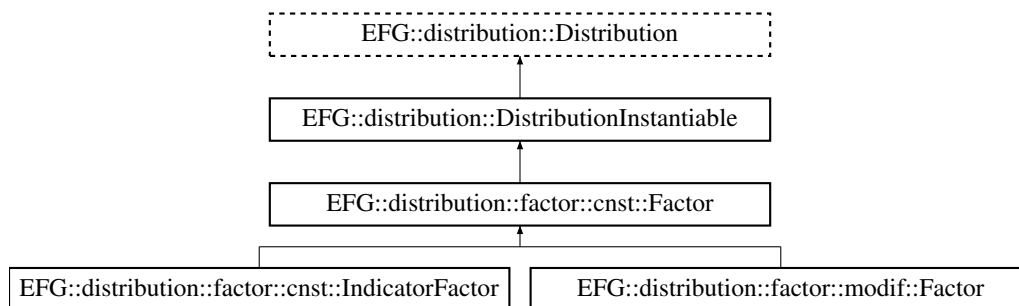 EFG::distribution::Distribution
EFG::distribution::DistributionInstantiable
EFG::distribution::factor::cnst::Factor
EFG::distribution::factor::cnst::IndicatorFactor
EFG::distribution::factor::modif::Factor